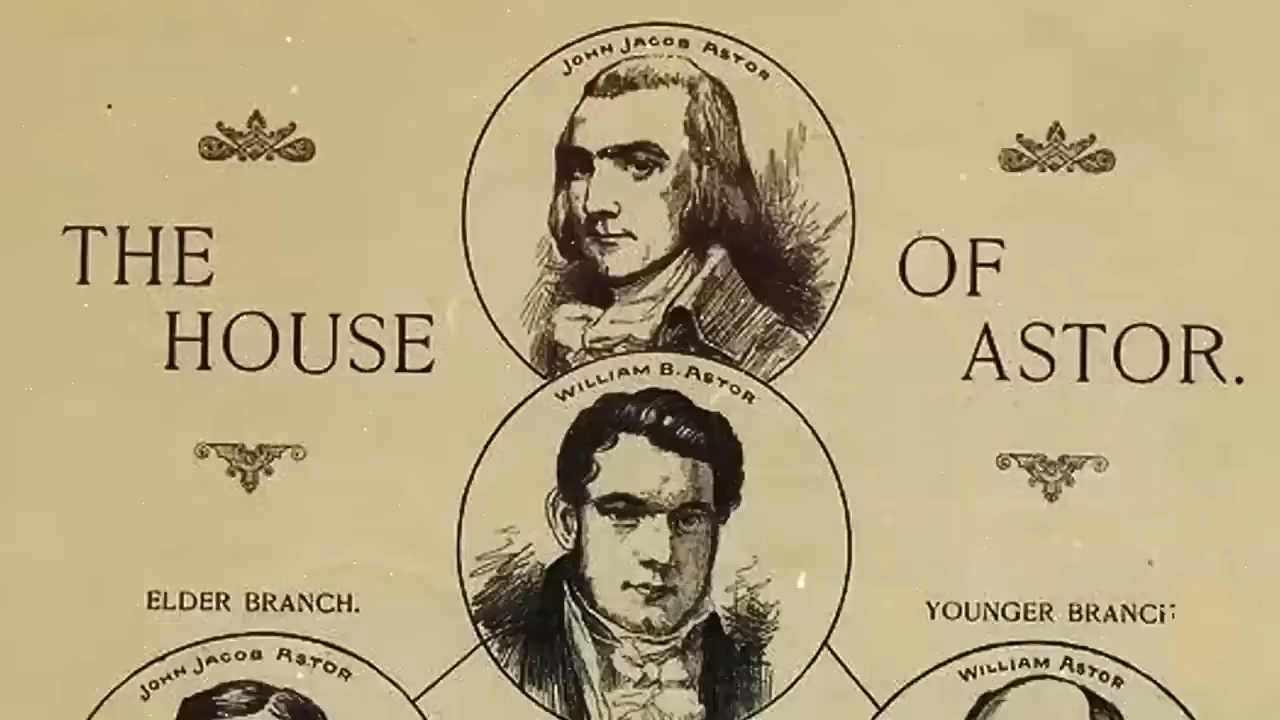 JOHN JACOB ASTOR
THE
HOUSE
OF
ASTOR.
WILLIAM B. ASTOR
ELDER BRANCH.
YOUNGER BRANCH
JOHN JACOB ASTOR
WILLIAM ASTOR